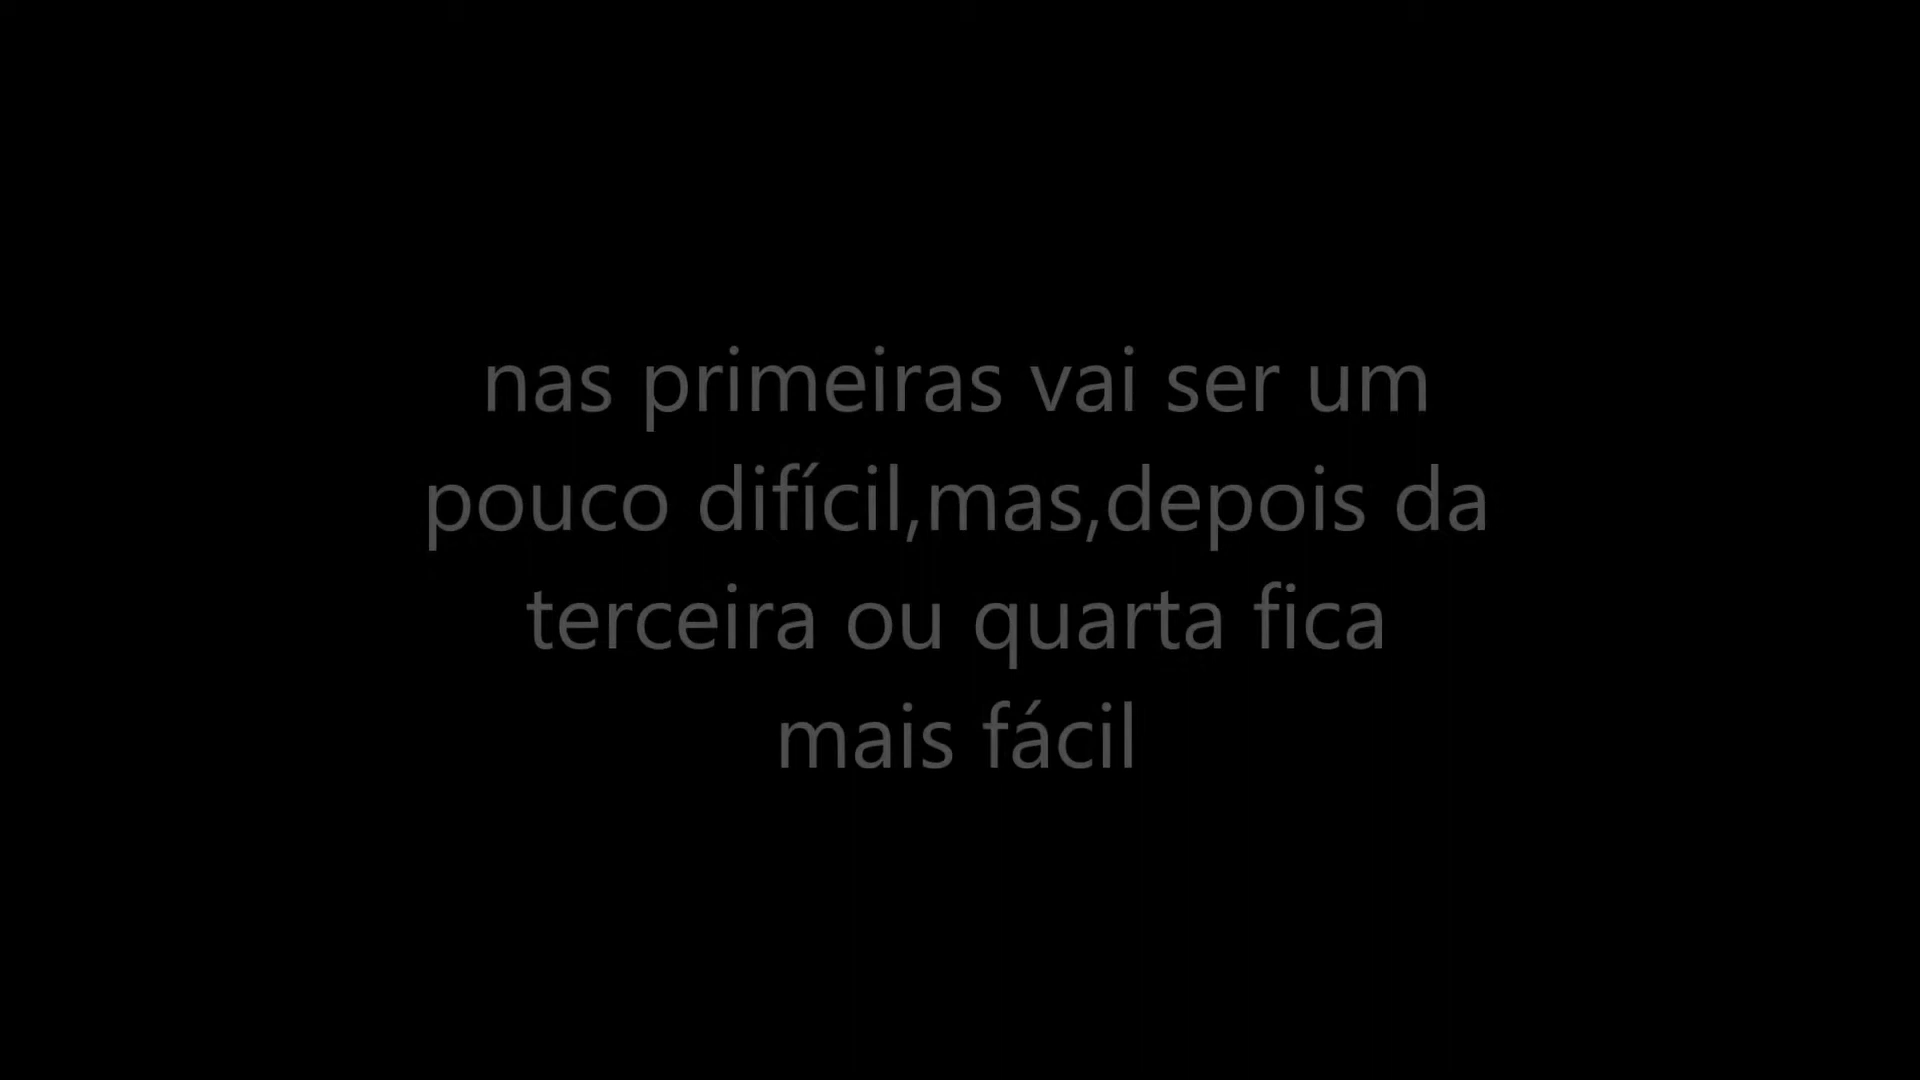 nas primeiras vai ser um
pouco difícil,mas,depois da
terceira ou quarta fica
mais fácil